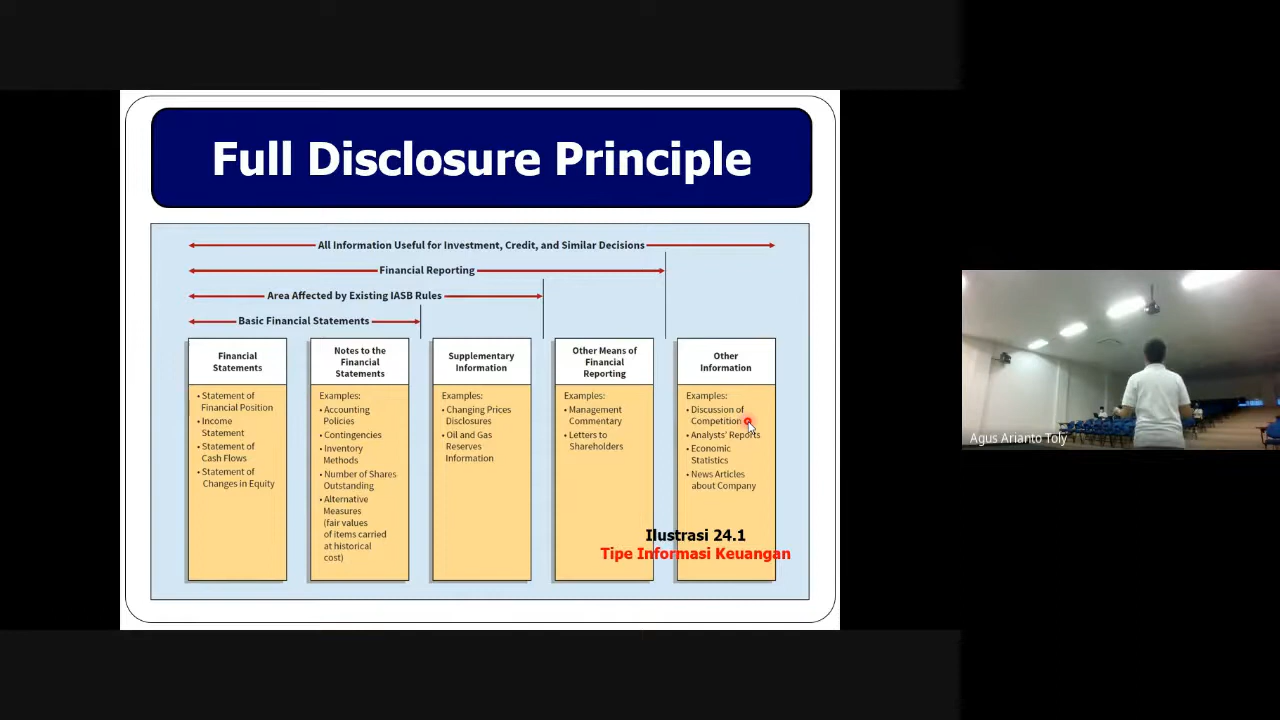 Full Disclosure Principle
All Information Useful for Investment, Credit, and Similar Decisions
Financial Reporting
Area Affected by Existing IASB Rules
Basic Financial Statements
Financial
Statements
• Statement of
Financial Position
• Income
Statement
• Statement of
Cash Flows
• Statement of
Changes in Equity
Notes to the
Financial
Statements
Examples:
• Accounting
Policies
• Contingencies
• Inventory
Methods
• Number of Shares
Outstanding
• Alternative
Measures
(fair values
of items carried
at historical
cost)
Supplementary
Information
Examples:
• Changing Prices
Disclosures
• Oil and Gas
Reserves
Information
Other Means of
Financial
Reporting
Examples:
• Management
Commentary
• Letters to
Shareholders
Other
Information
Examples:
• Discussion of
Competition
• Analysts' Reports
• Economic
Statistics
• News Articles
about Company
Ilustrasi 24.1
Tipe Informasi Keuangan
Agus Arianto Toly